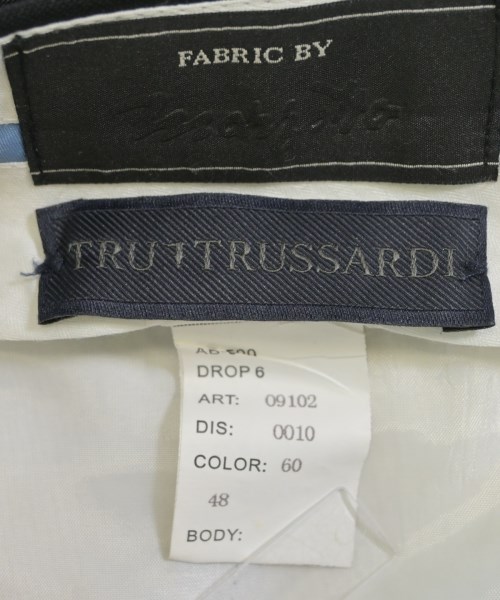 FABRIC BY
TRU TRUSSARDI
DROP 6
ART: 09102
DIS: 0010
COLOR: 60
48
BODY: